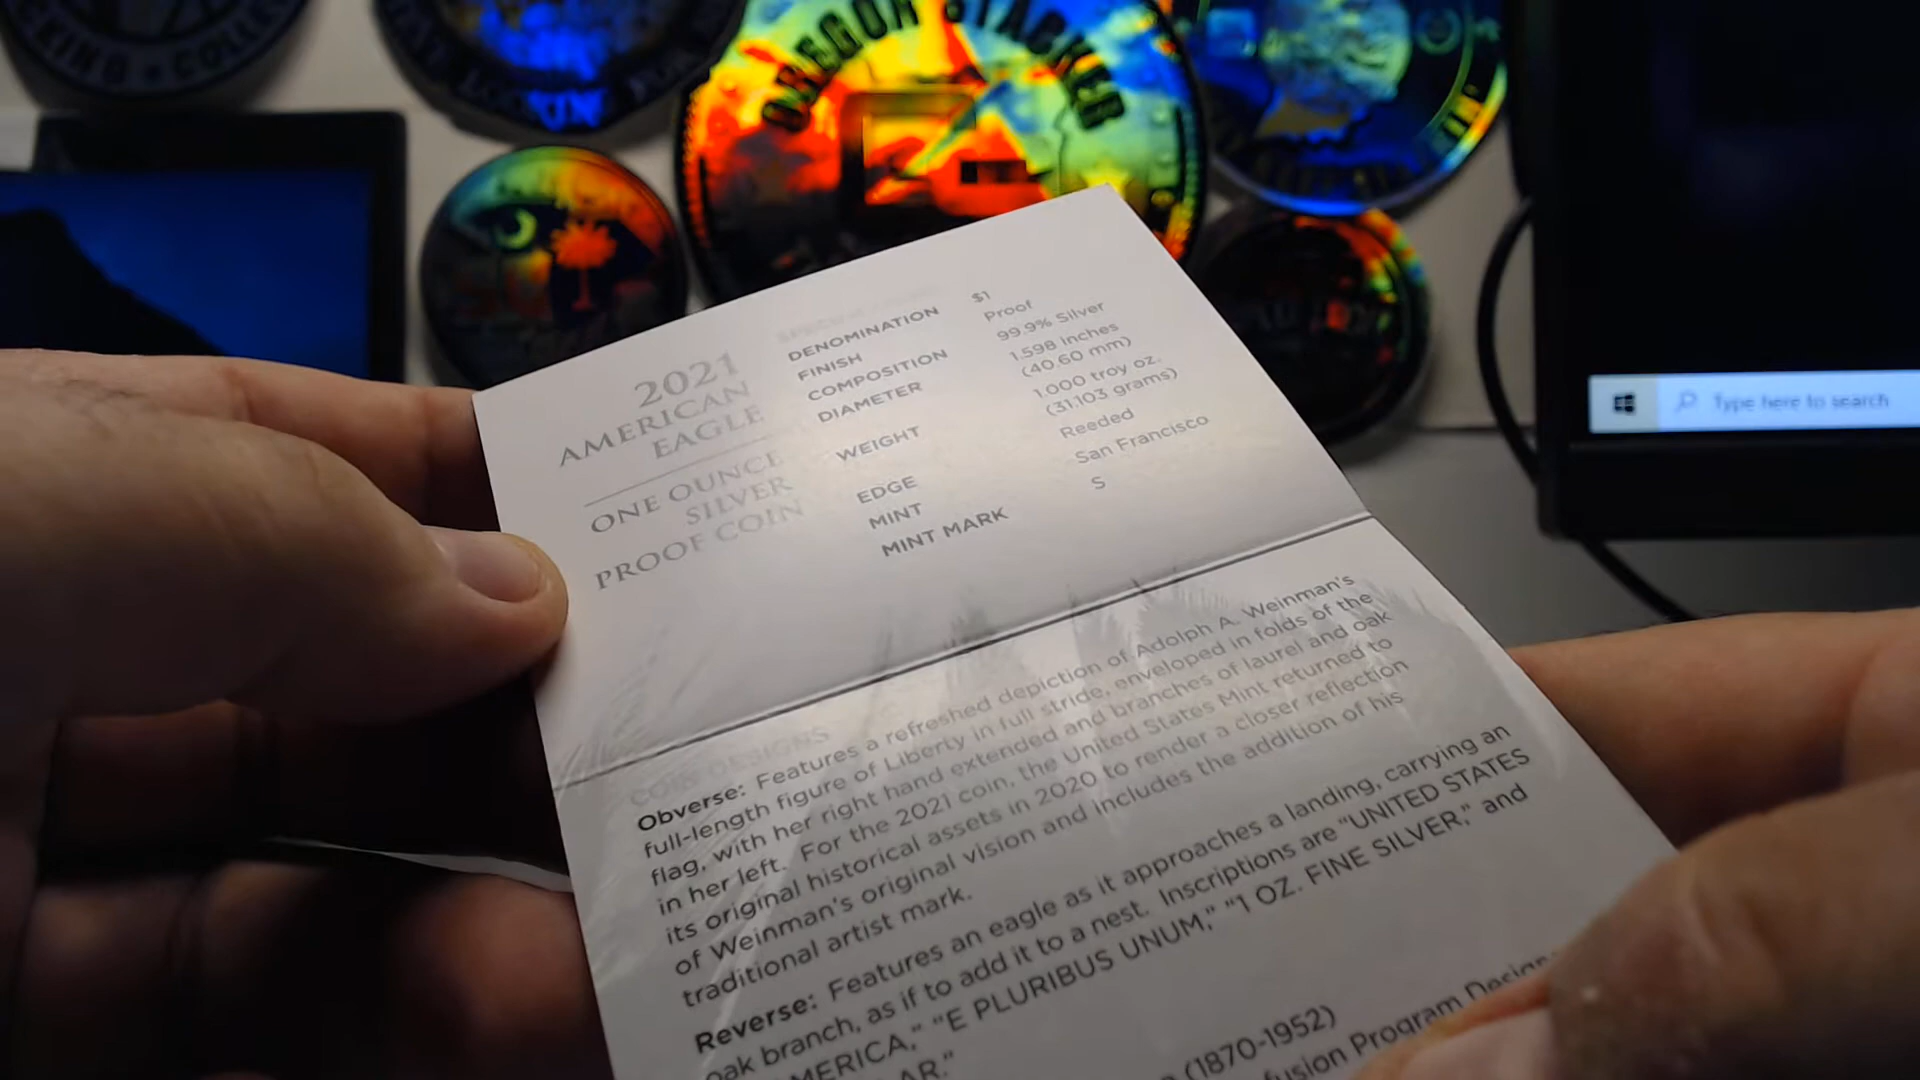 KING • COLLE
OREGON STACKER
Type here to search
2021
AMERICAN
EAGLE
ONE OUNCE
SILVER
PROOF COIN
DENOMINATION $1
FINISH Proof
COMPOSITION 99.9% Silver
DIAMETER 1.598 inches
(40.60 mm)
WEIGHT 1.000 troy oz.
(31.103 grams)
EDGE Reeded
MINT San Francisco
MINT MARK S
COIN DESIGNS
Obverse: Features a refreshed depiction of Adolph A. Weinman's
full-length figure of Liberty in full stride, enveloped in folds of the
flag, with her right hand extended and branches of laurel and oak
in her left. For the 2021 coin, the United States Mint returned to
its original historical assets in 2020 to render a closer reflection
of Weinman's original vision and includes the addition of his
traditional artist mark.
Reverse: Features an eagle as it approaches a landing, carrying an
oak branch, as if to add it to a nest. Inscriptions are "UNITED STATES
AMERICA," "E PLURIBUS UNUM," "1 OZ. FINE SILVER," and
AR."
(1870-1952)
fusion Program Design